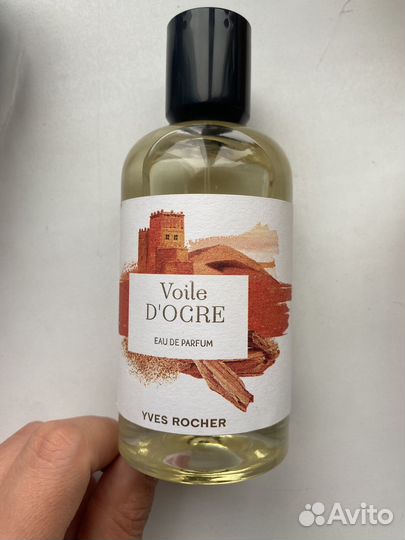 Voile
D'OCRE
EAU DE PARFUM
YVES ROCHER
Avito